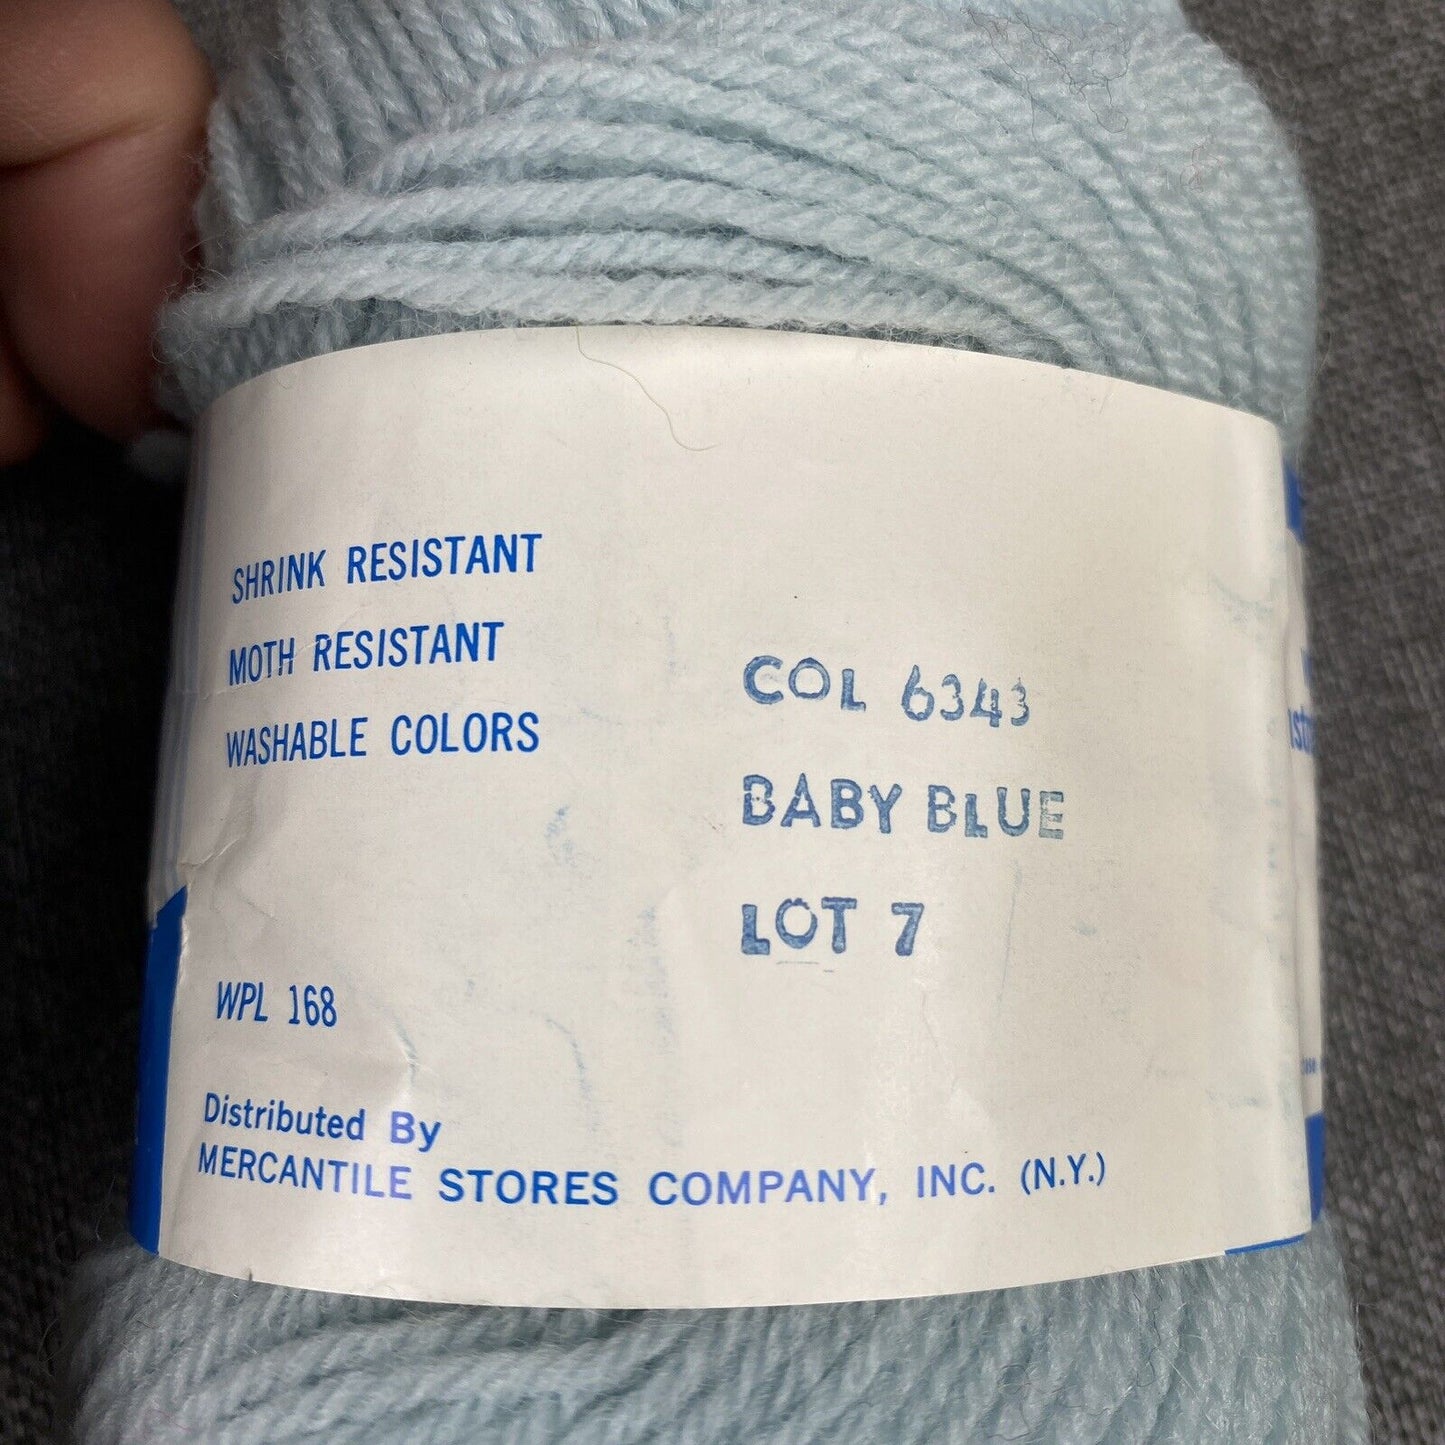 SHRINK RESISTANT
MOTH RESISTANT
WASHABLE COLORS
COL 6343
BABY BLUE
LOT 7
WPL 168
Distributed By
MERCANTILE STORES COMPANY, INC. (N.Y.)